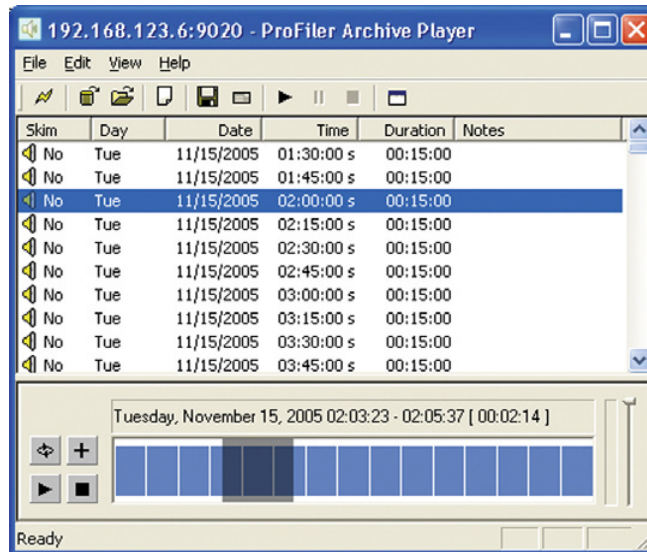 192.168.123.6:9020 - ProFiler Archive Player
File Edit View Help
Skim Day Date Time Duration Notes
No Tue 11/15/2005 01:30:00 s 00:15:00
No Tue 11/15/2005 01:45:00 s 00:15:00
No Tue 11/15/2005 02:00:00 s 00:15:00
No Tue 11/15/2005 02:15:00 s 00:15:00
No Tue 11/15/2005 02:30:00 s 00:15:00
No Tue 11/15/2005 02:45:00 s 00:15:00
No Tue 11/15/2005 03:00:00 s 00:15:00
No Tue 11/15/2005 03:15:00 s 00:15:00
No Tue 11/15/2005 03:30:00 s 00:15:00
No Tue 11/15/2005 03:45:00 s 00:15:00
Tuesday, November 15, 2005 02:03:23 - 02:05:37 [ 00:02:14 ]
Ready